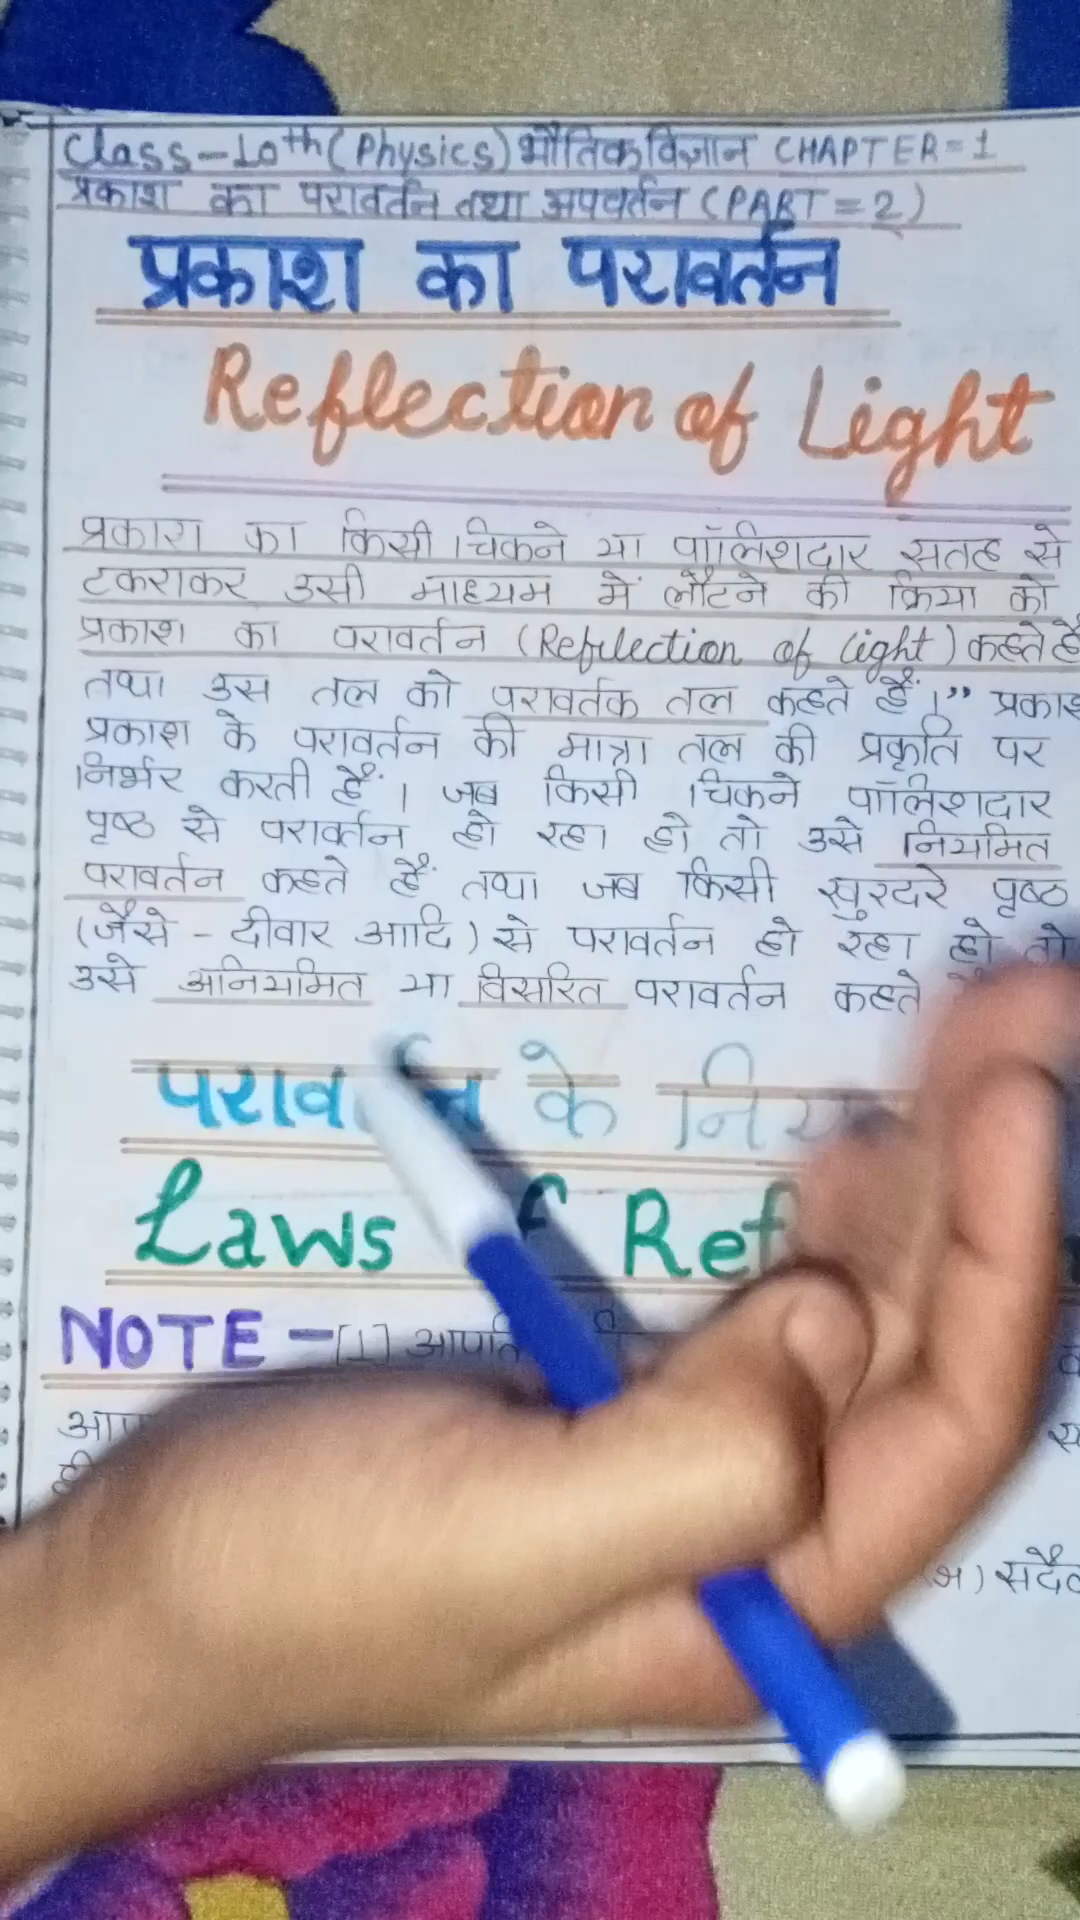 Class-10th (Physics) भौतिक विज्ञान CHAPTER=1
प्रकाश का परावर्तन तथा अपवर्तन (PART=2)
प्रकाश का परावर्तन
Reflection of Light
प्रकाश का किसी चिकने या पॉलिशदार सतह से
टकराकर उसी माध्यम में लौटने की क्रिया को
प्रकाश का परावर्तन (Refilection of Light) कहते है
तथा उस तल को परावर्तक तल कहते हैं।” प्रकाश
प्रकाश के परावर्तन की मात्रा तल की प्रकृति पर
निर्भर करती हैं। जब किसी चिकने पॉलिशदार
पृष्ठ से परावर्तन हो रहा हो तो उसे नियमित
परावर्तन कहते हैं तथा जब किसी खुरदरे पृष्ठ
(जैसे - दीवार आदि) से परावर्तन हो रहा हो तो
उसे अनियमित या विसरित परावर्तन कहते
के
Laws
NOTE -[1]